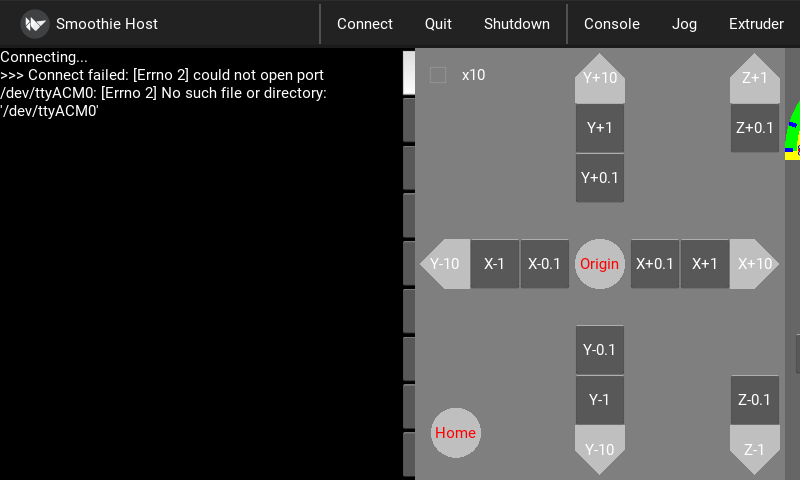 Smoothie Host
Connect
Quit
Shutdown
Console
Jog
Extruder
Connecting...
>>> Connect failed: [Errno 2] could not open port
/dev/ttyACM0: [Errno 2] No such file or directory:
'/dev/ttyACM0'
x10
Y+10
Z+1
Y+1
Z+0.1
Y+0.1
Y-10
X-1
X-0.1
Origin
X+0.1
X+1
X+10
Y-0.1
Y-1
Z-0.1
Home
Y-10
Z-1